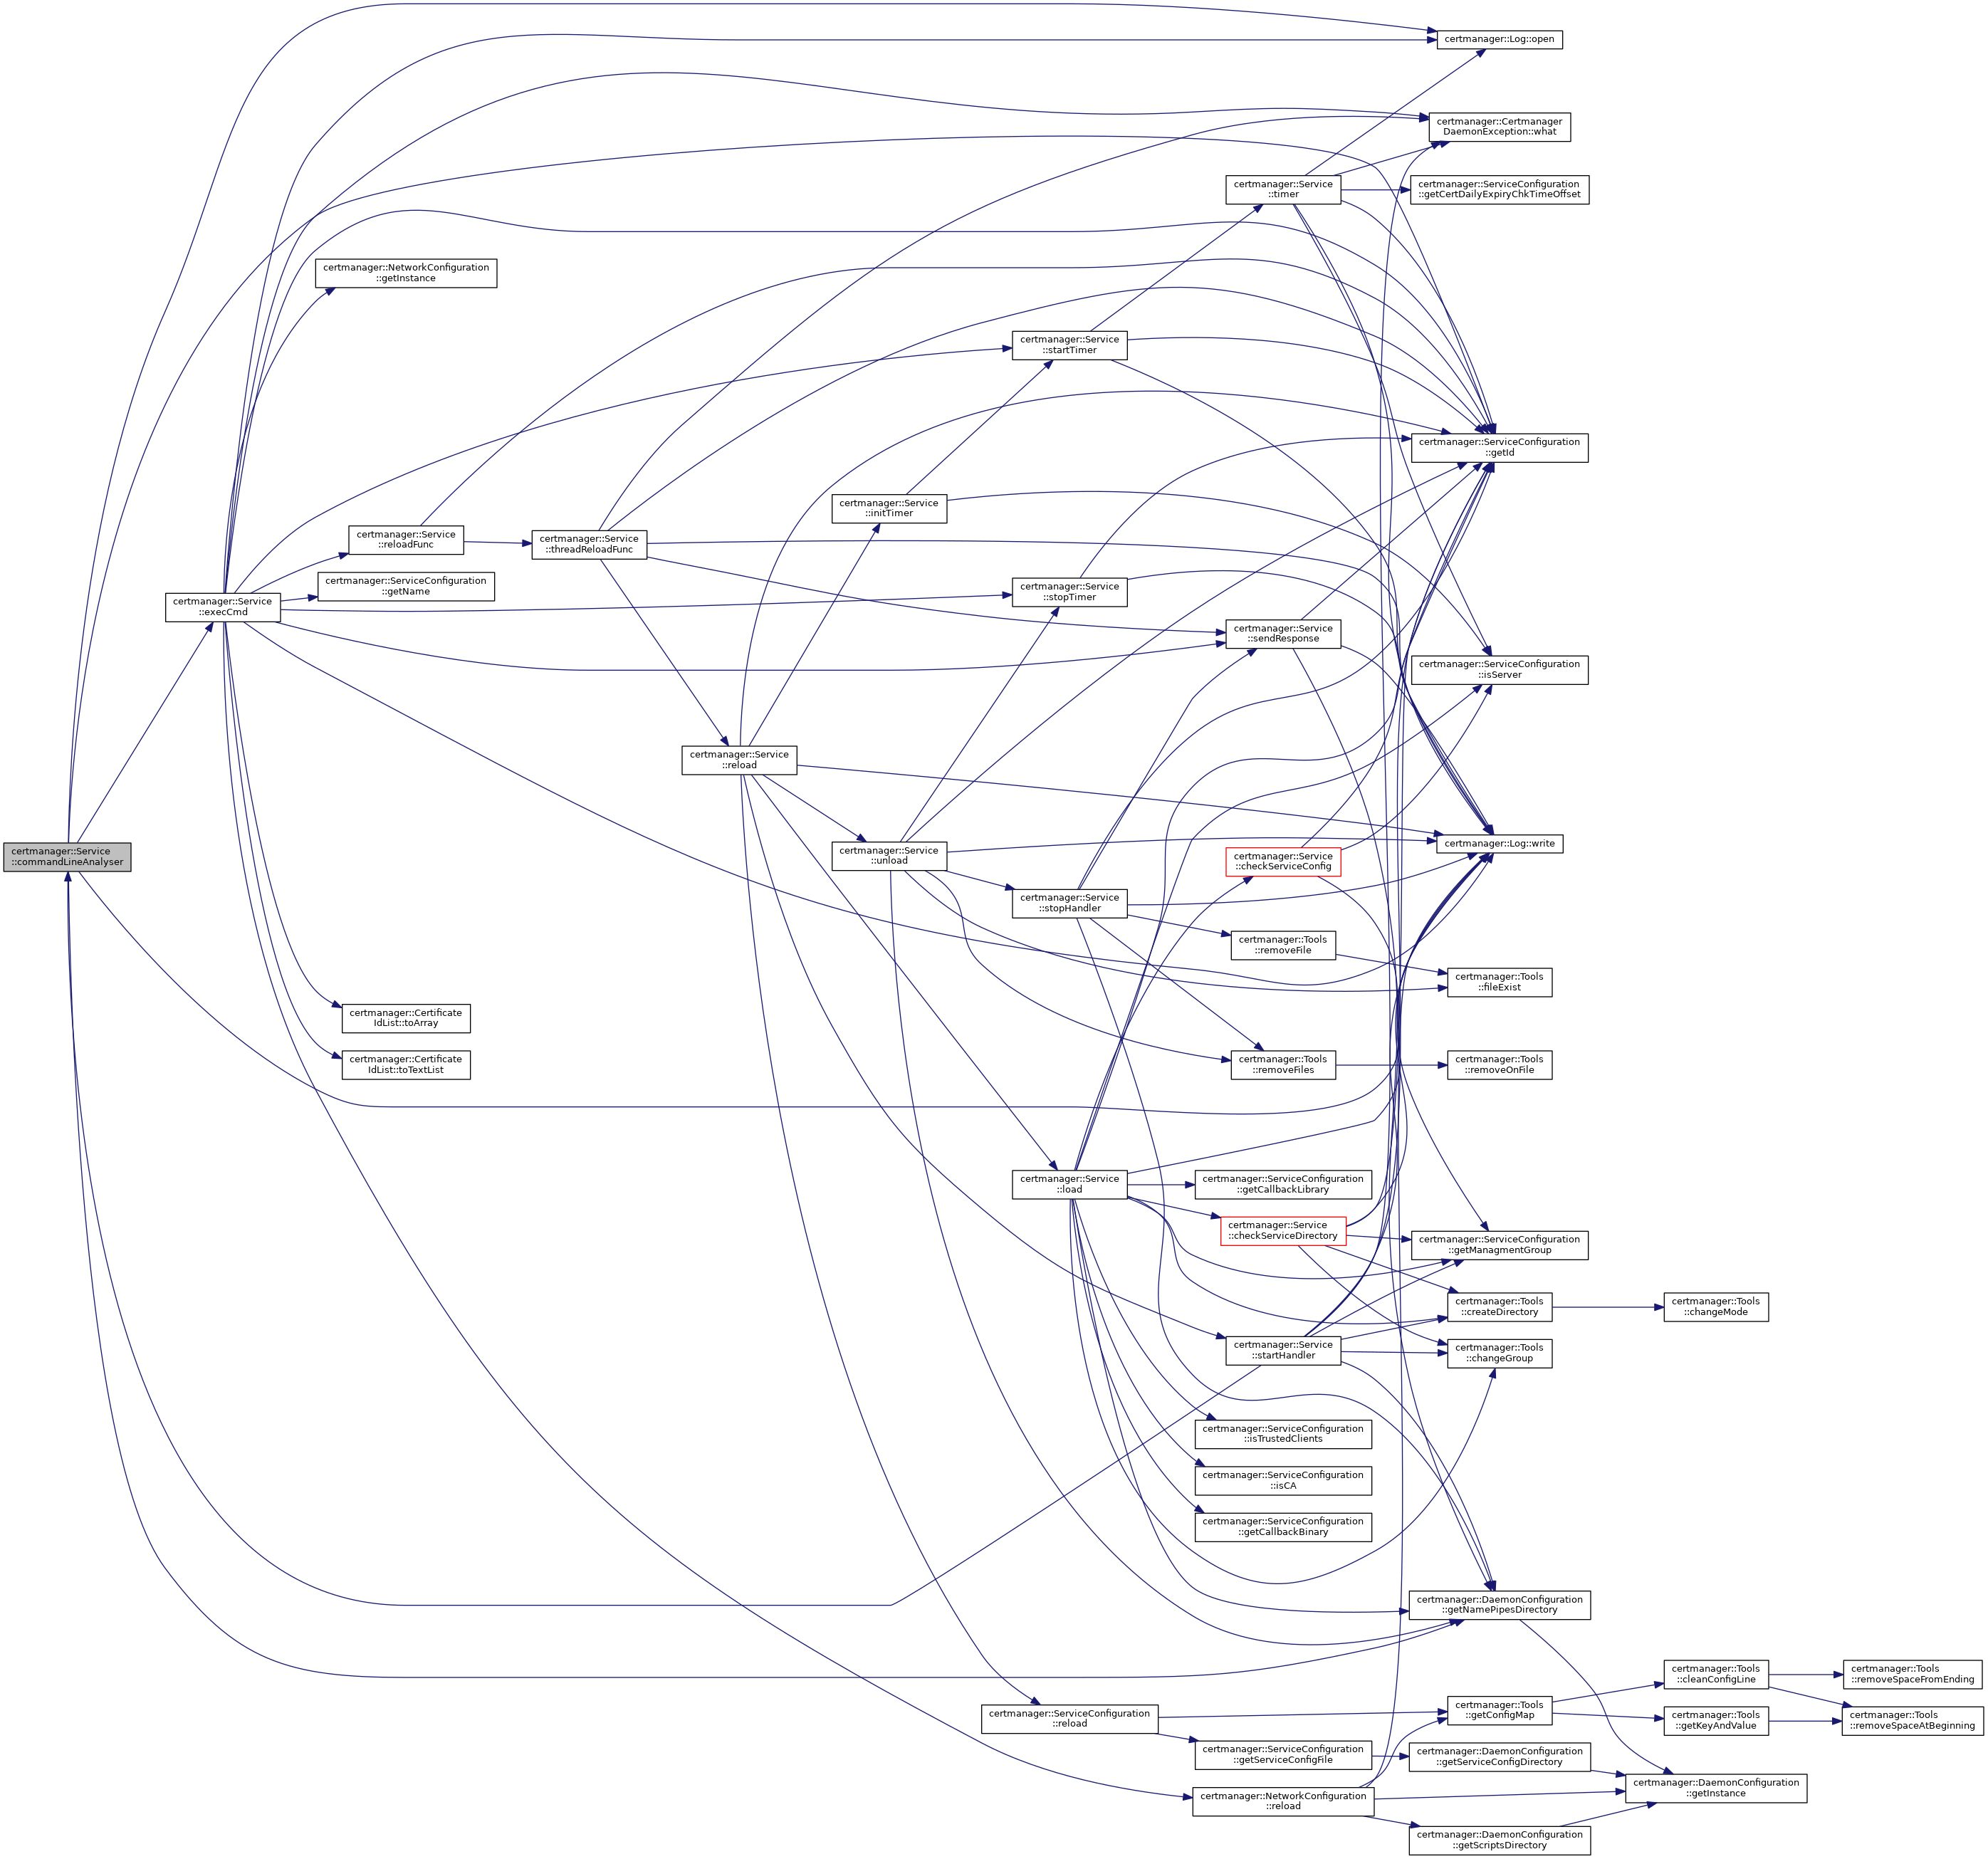 certmanager::Log::open
certmanager::Certmanager
DaemonException::what
certmanager::Service
::timer
certmanager::ServiceConfiguration
::getCertDailyExpiryChkTimeOffset
certmanager::NetworkConfiguration
::getInstance
certmanager::Service
::startTimer
certmanager::ServiceConfiguration
::getId
certmanager::Service
::initTimer
certmanager::Service
::reloadFunc
certmanager::Service
::threadReloadFunc
certmanager::ServiceConfiguration
::getName
certmanager::Service
::stopTimer
certmanager::Service
::execCmd
certmanager::Service
::sendResponse
certmanager::ServiceConfiguration
::isServer
certmanager::Service
::reload
certmanager::Log::write
certmanager::Service
::commandLineAnalyser
certmanager::Service
::unload
certmanager::Service
::checkServiceConfig
certmanager::Service
::stopHandler
certmanager::Tools
::removeFile
certmanager::Tools
::fileExist
certmanager::Certificate
IdList::toArray
certmanager::Certificate
IdList::toTextList
certmanager::Tools
::removeFiles
certmanager::Tools
::removeOnFile
certmanager::Service
::load
certmanager::ServiceConfiguration
::getCallbackLibrary
certmanager::Service
::checkServiceDirectory
certmanager::ServiceConfiguration
::getManagmentGroup
certmanager::Tools
::createDirectory
certmanager::Tools
::changeMode
certmanager::Service
::startHandler
certmanager::Tools
::changeGroup
certmanager::ServiceConfiguration
::isTrustedClients
certmanager::ServiceConfiguration
::isCA
certmanager::ServiceConfiguration
::getCallbackBinary
certmanager::DaemonConfiguration
::getNamePipesDirectory
certmanager::Tools
::cleanConfigLine
certmanager::Tools
::removeSpaceFromEnding
certmanager::ServiceConfiguration
::reload
certmanager::Tools
::getConfigMap
certmanager::Tools
::getKeyAndValue
certmanager::Tools
::removeSpaceAtBeginning
certmanager::ServiceConfiguration
::getServiceConfigFile
certmanager::DaemonConfiguration
::getServiceConfigDirectory
certmanager::DaemonConfiguration
::getInstance
certmanager::NetworkConfiguration
::reload
certmanager::DaemonConfiguration
::getScriptsDirectory